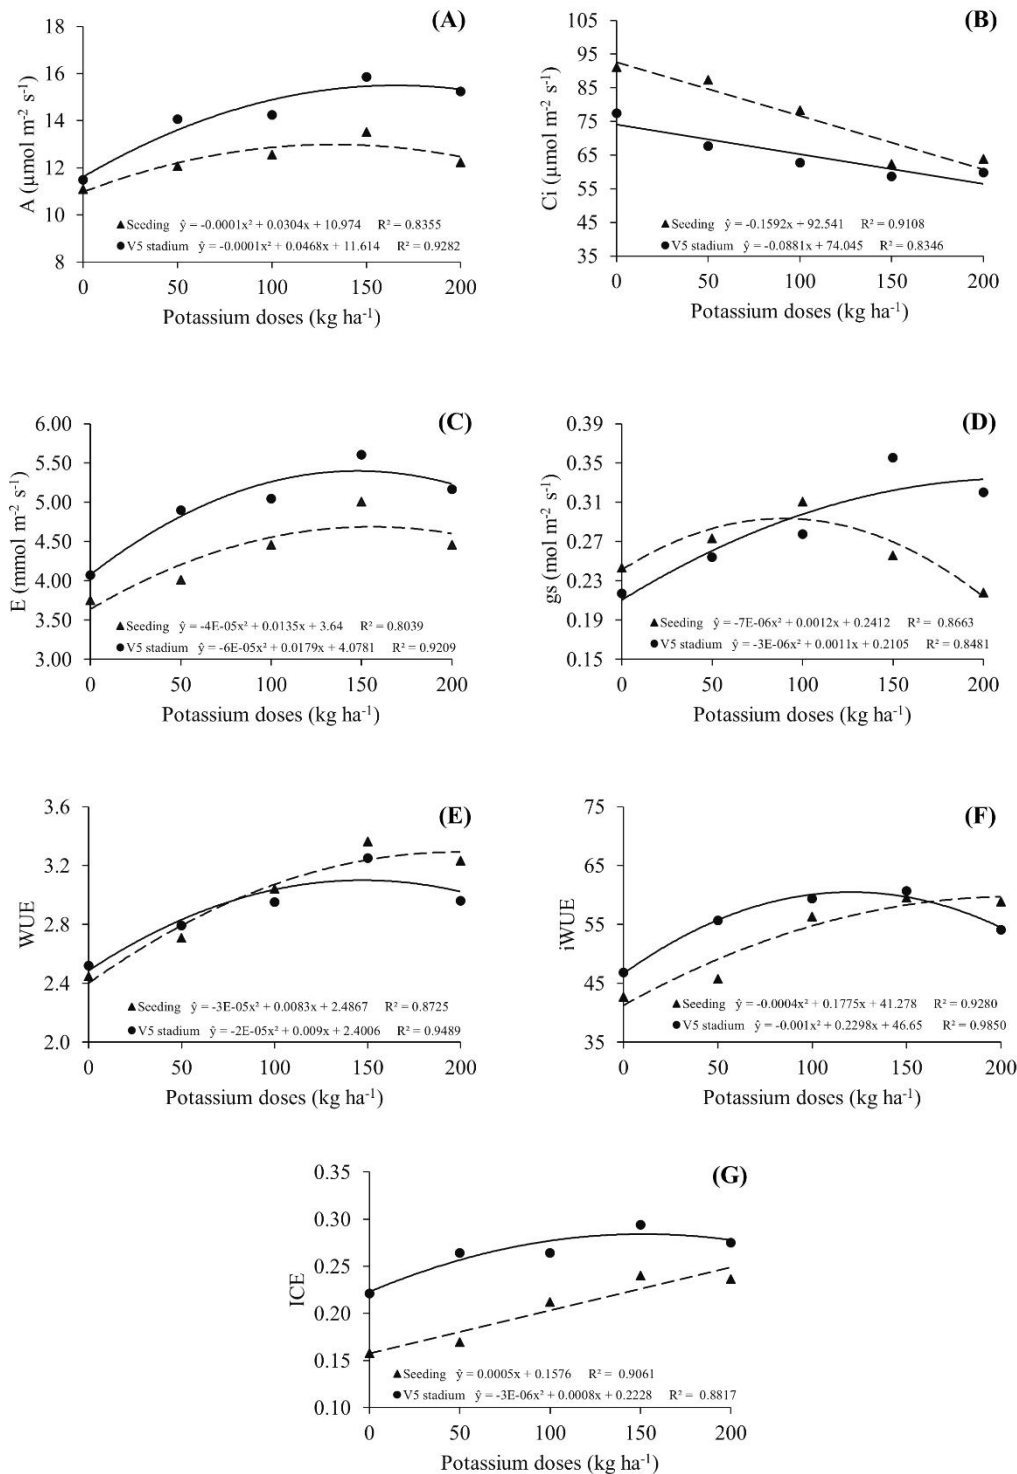 (A)
A (µmol m⁻² s⁻¹)
18
16
14
12
10
8
Seeding ŷ = -0.0001x² + 0.0304x + 10.974 R² = 0.8355
V5 stadium ŷ = -0.0001x² + 0.0468x + 11.614 R² = 0.9282
0 50 100 150 200
Potassium doses (kg ha⁻¹)
(B)
Ci (µmol m⁻² s⁻¹)
105
95
85
75
65
55
45
35
Seeding ŷ = -0.1592x + 92.541 R² = 0.9108
V5 stadium ŷ = -0.0881x + 74.045 R² = 0.8346
0 50 100 150 200
Potassium doses (kg ha⁻¹)
(C)
E (mmol m⁻² s⁻¹)
6.00
5.50
5.00
4.50
4.00
3.50
3.00
Seeding ŷ = -4E-05x² + 0.0135x + 3.64 R² = 0.8039
V5 stadium ŷ = -6E-05x² + 0.0179x + 4.0781 R² = 0.9209
0 50 100 150 200
Potassium doses (kg ha⁻¹)
(D)
gs (mol m⁻² s⁻¹)
0.39
0.35
0.31
0.27
0.23
0.19
0.15
Seeding ŷ = -7E-06x² + 0.0012x + 0.2412 R² = 0.8663
V5 stadium ŷ = -3E-06x² + 0.0011x + 0.2105 R² = 0.8481
0 50 100 150 200
Potassium doses (kg ha⁻¹)
(E)
WUE
3.6
3.2
2.8
2.4
2.0
Seeding ŷ = -3E-05x² + 0.0083x + 2.4867 R² = 0.8725
V5 stadium ŷ = -2E-05x² + 0.009x + 2.4006 R² = 0.9489
0 50 100 150 200
Potassium doses (kg ha⁻¹)
(F)
iWUE
75
65
55
45
35
Seeding ŷ = -0.0004x² + 0.1775x + 41.278 R² = 0.9280
V5 stadium ŷ = -0.001x² + 0.2298x + 46.65 R² = 0.9850
0 50 100 150 200
Potassium doses (kg ha⁻¹)
(G)
ICE
0.35
0.30
0.25
0.20
0.15
0.10
Seeding ŷ = 0.0005x + 0.1576 R² = 0.9061
V5 stadium ŷ = -3E-06x² + 0.0008x + 0.2228 R² = 0.8817
0 50 100 150 200
Potassium doses (kg ha⁻¹)